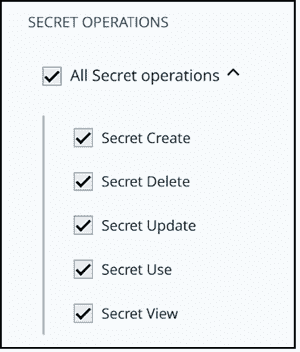 SECRET OPERATIONS
All Secret operations
Secret Create
Secret Delete
Secret Update
Secret Use
Secret View